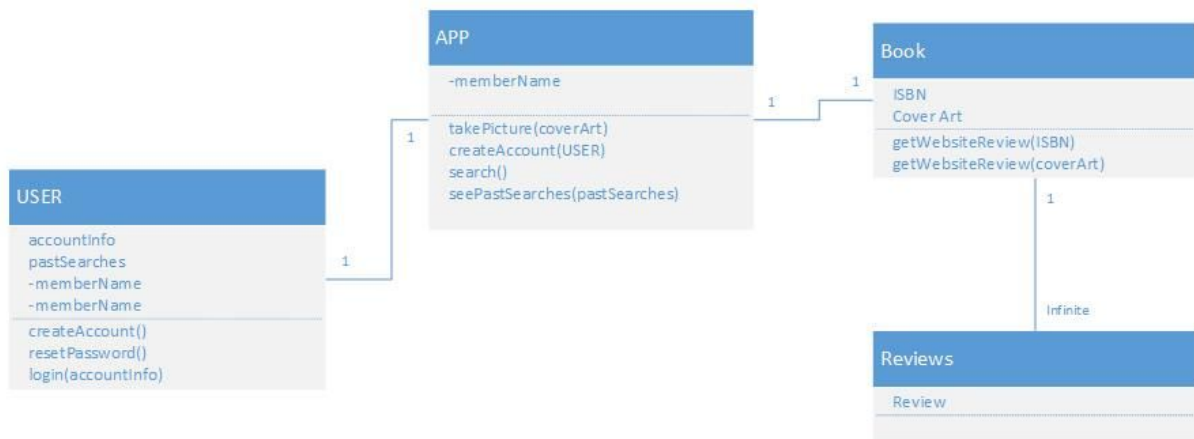 APP
-memberName
takePicture(coverArt)
createAccount(USER)
search()
seePastSearches(pastSearches)
Book
ISBN
Cover Art
getWebsiteReview(ISBN)
getWebsiteReview(coverArt)
1
1
1
1
1
Infinite
USER
accountInfo
pastSearches
-memberName
-memberName
createAccount()
resetPassword()
login(accountInfo)
Reviews
Review